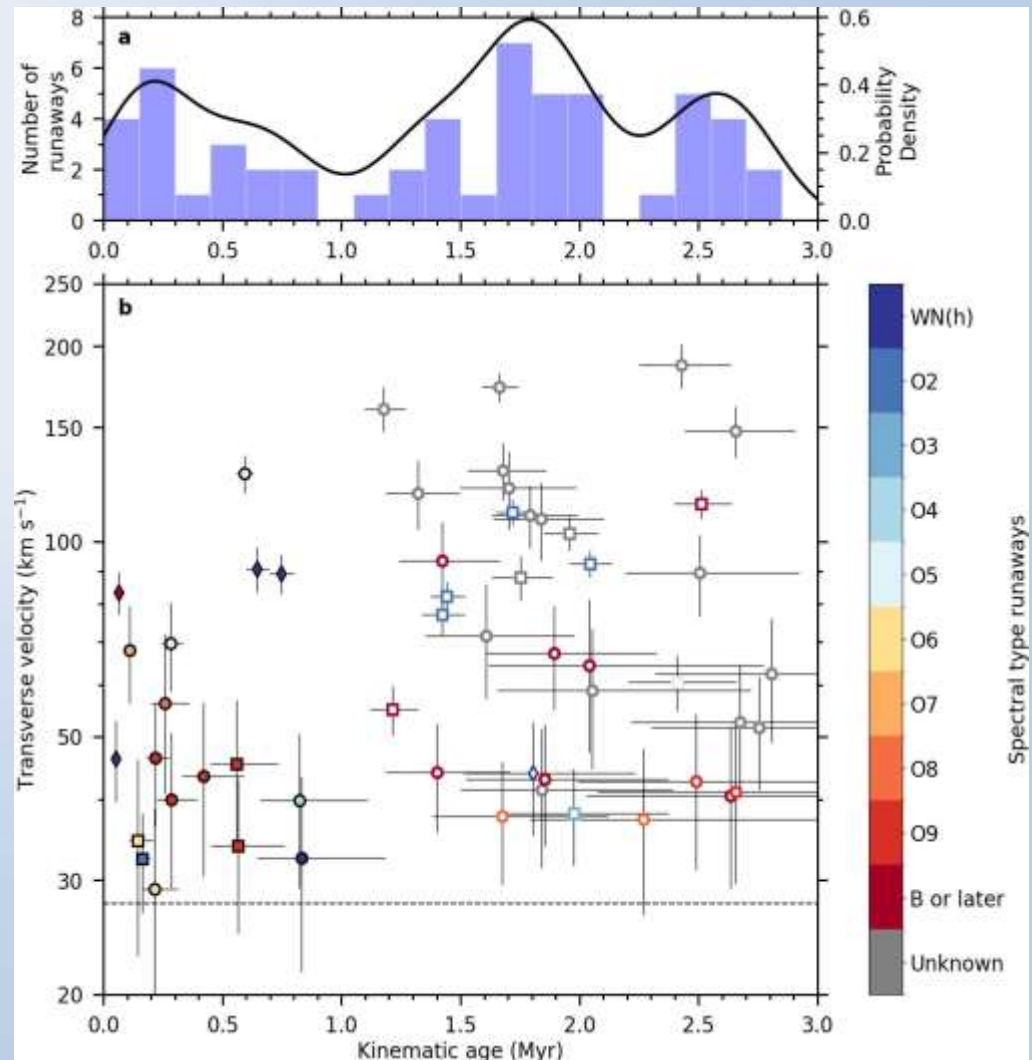 a
8
6
4
2
0
Number of
runaways
0.6
0.4
0.2
0.0
Probability
Density
0.0 0.5 1.0 1.5 2.0 2.5 3.0
b
250
200
150
100
50
30
20
Transverse velocity (km s⁻¹)
0.0 0.5 1.0 1.5 2.0 2.5 3.0
Kinematic age (Myr)
WN(h)
O2
O3
O4
O5
O6
O7
O8
O9
B or later
Unknown
Spectral type runaways